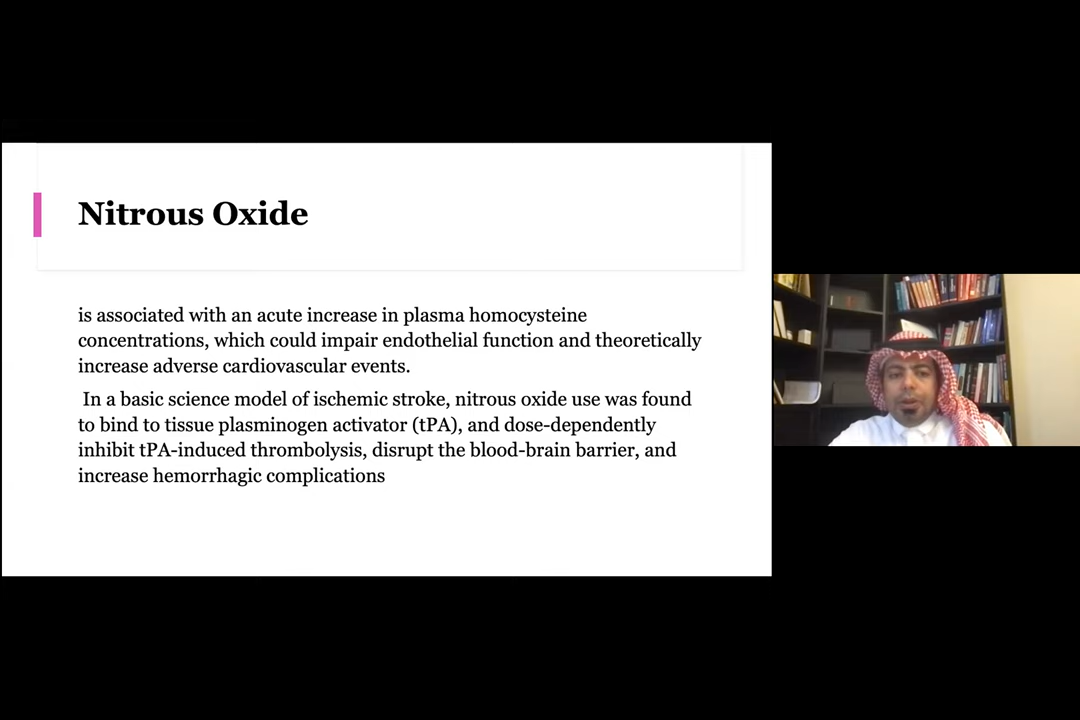 Nitrous Oxide
is associated with an acute increase in plasma homocysteine
concentrations, which could impair endothelial function and theoretically
increase adverse cardiovascular events.
In a basic science model of ischemic stroke, nitrous oxide use was found
to bind to tissue plasminogen activator (tPA), and dose-dependently
inhibit tPA-induced thrombolysis, disrupt the blood-brain barrier, and
increase hemorrhagic complications